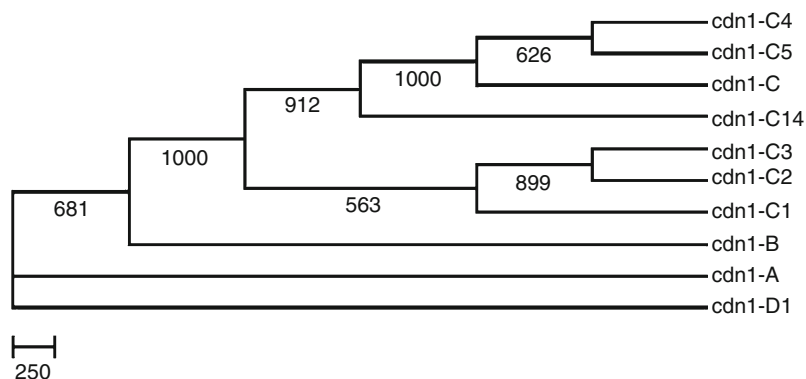 cdn1-C4
626
cdn1-C5
1000
cdn1-C
912
cdn1-C14
1000
cdn1-C3
899
cdn1-C2
681
563
cdn1-C1
cdn1-B
cdn1-A
cdn1-D1
250